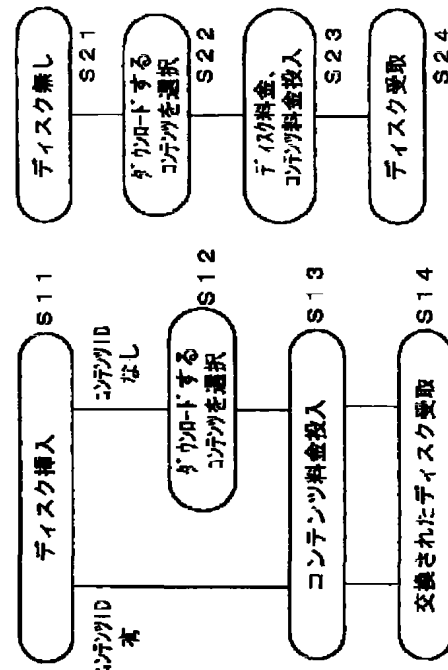 ディスク挿入
S11
コンテンツID
有
コンテンツID
なし
ダウンロードする
コンテンツを選択
S12
コンテンツ料金投入
S13
交換されたディスク受取
S14
ディスク無し
S21
ダウンロードする
コンテンツを選択
S22
ディスク料金、
コンテンツ料金投入
S23
ディスク受取
S24